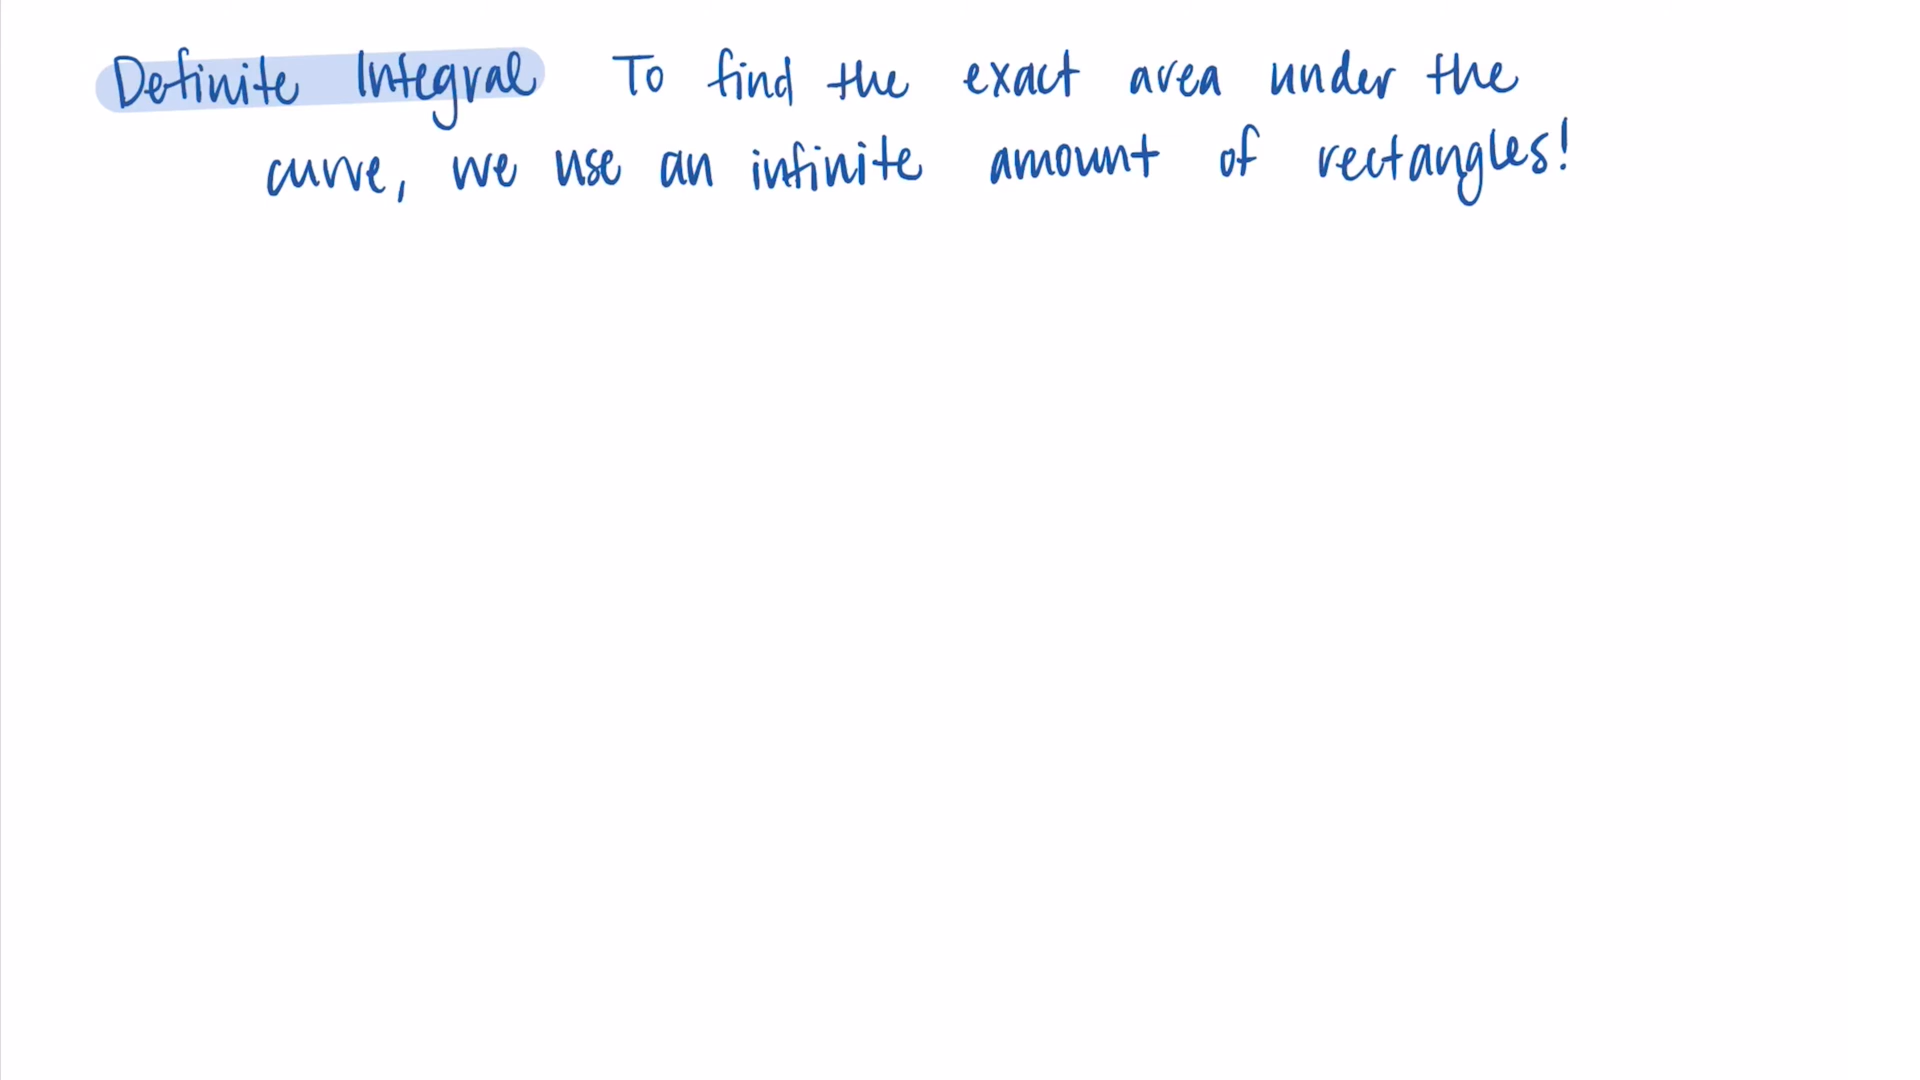 Definite Integral To find the exact area under the
curve, we use an infinite amount of rectangles!